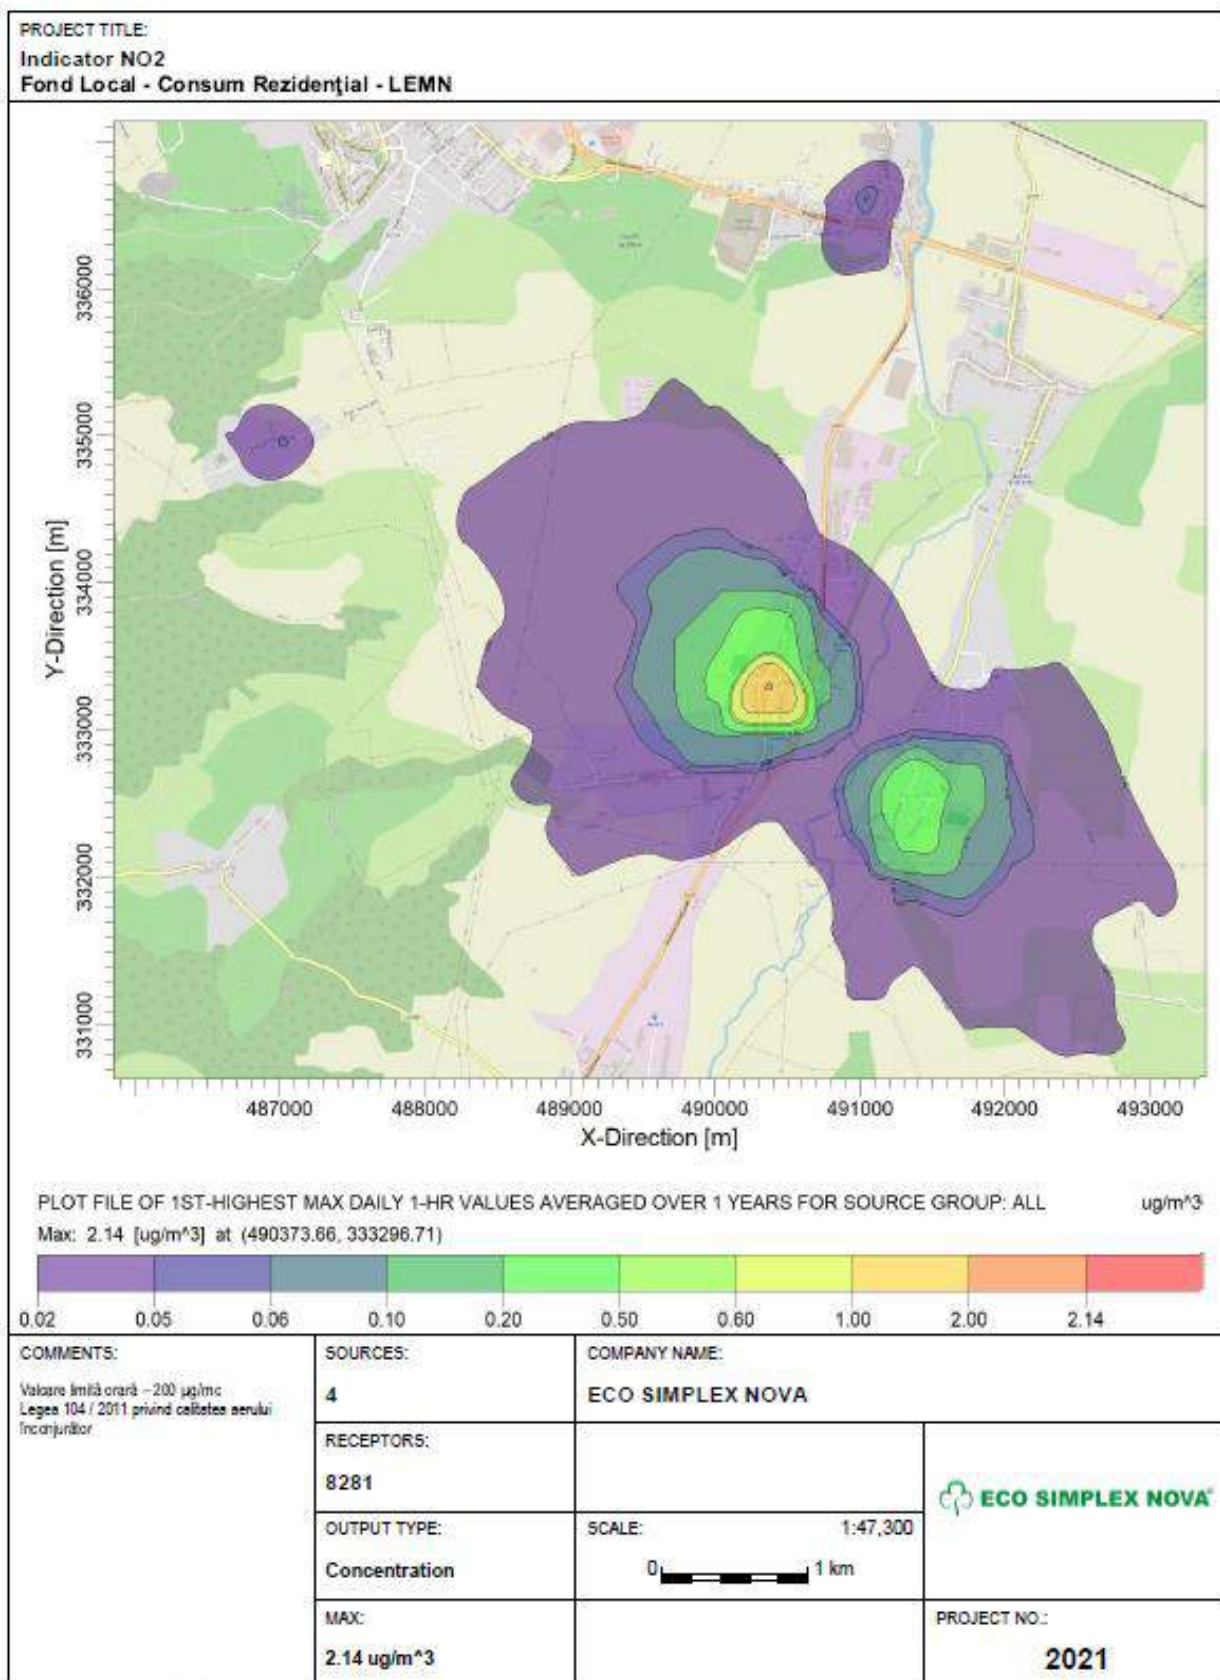 PROJECT TITLE:
Indicator NO2
Fond Local - Consum Rezidenţial - LEMN
Y-Direction [m]
336000
335000
334000
333000
332000
331000
487000 488000 489000 490000 491000 492000 493000
X-Direction [m]
PLOT FILE OF 1ST-HIGHEST MAX DAILY 1-HR VALUES AVERAGED OVER 1 YEARS FOR SOURCE GROUP: ALL ug/m^3
Max: 2.14 [ug/m^3] at (490373.66, 333296.71)
0.02 0.05 0.06 0.10 0.20 0.50 0.60 1.00 2.00 2.14
COMMENTS:
Valoare limită orară – 200 µg/mc
Legea 104 / 2011 privind calitatea aerului
înconjurător
SOURCES:
4
COMPANY NAME:
ECO SIMPLEX NOVA
RECEPTORS:
8281
ECO SIMPLEX NOVA
OUTPUT TYPE:
Concentration
SCALE: 1:47,300
0 1 km
MAX:
2.14 ug/m^3
PROJECT NO.:
2021